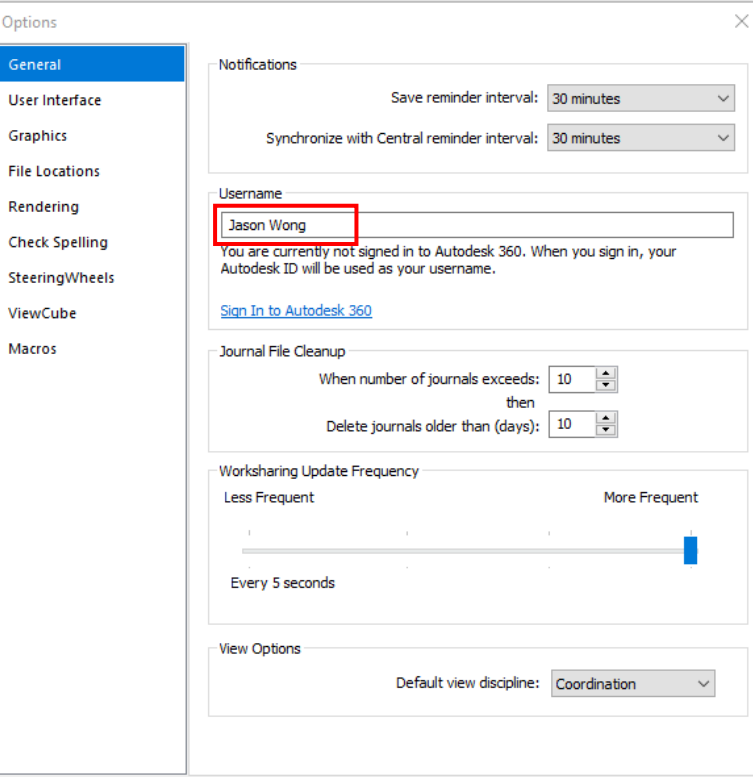 Options
General
User Interface
Graphics
File Locations
Rendering
Check Spelling
SteeringWheels
ViewCube
Macros
Notifications
Save reminder interval: 30 minutes
Synchronize with Central reminder interval: 30 minutes
Username
Jason Wong
You are currently not signed in to Autodesk 360. When you sign in, your
Autodesk ID will be used as your username.
Sign In to Autodesk 360
Journal File Cleanup
When number of journals exceeds: 10
then
Delete journals older than (days): 10
Worksharing Update Frequency
Less Frequent More Frequent
Every 5 seconds
View Options
Default view discipline: Coordination